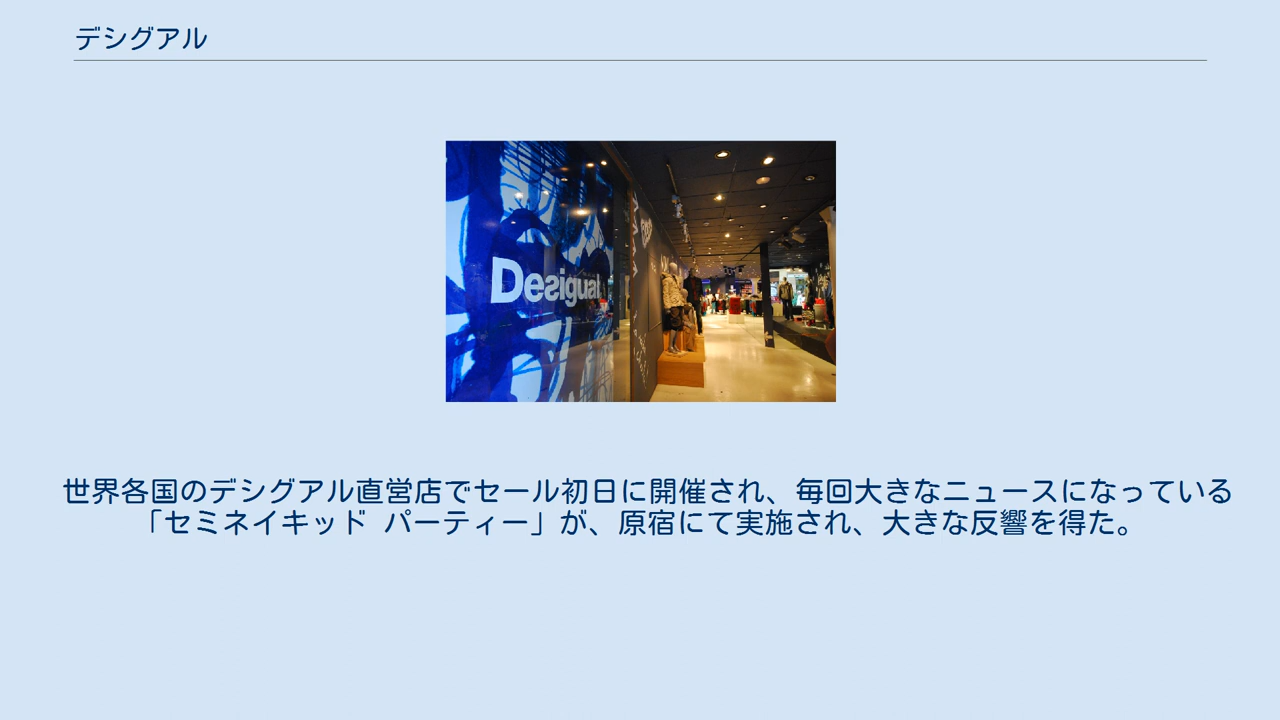 デシグアル
Desigual
世界各国のデシグアル直営店でセール初日に開催され、毎回大きなニュースになっている
「セミネイキッド パーティー」が、原宿にて実施され、大きな反響を得た。